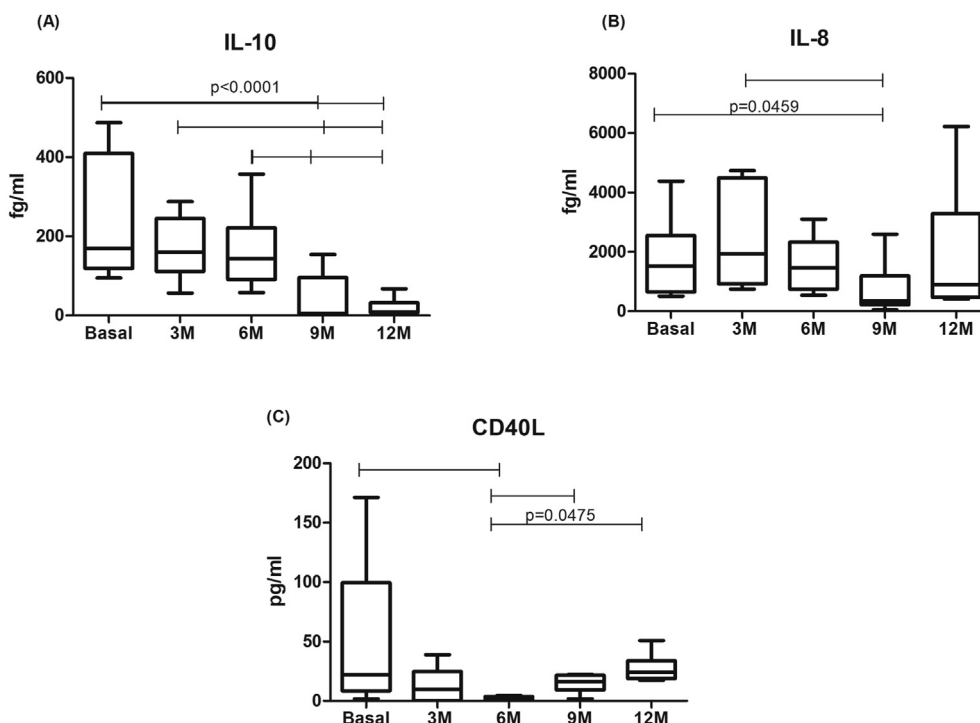 (A)
IL-10
600
p<0.0001
400
fg/ml
200
0
Basal 3M 6M 9M 12M
(B)
IL-8
8000
6000
p=0.0459
fg/ml
4000
2000
0
Basal 3M 6M 9M 12M
(C)
CD40L
200
150
p=0.0475
pg/ml
100
50
0
Basal 3M 6M 9M 12M